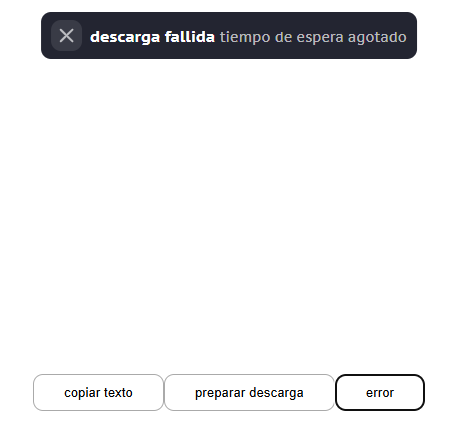 descarga fallida tiempo de espera agotado
copiar texto
preparar descarga
error